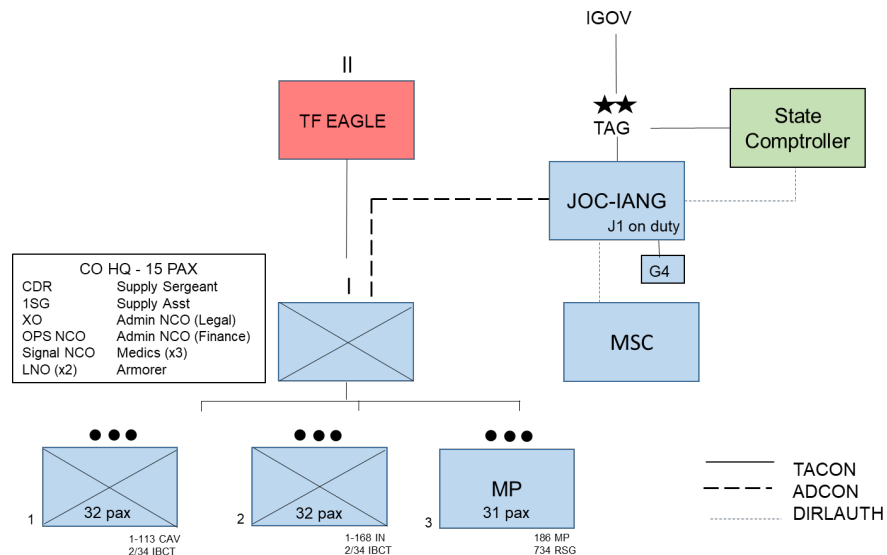 IGOV
II
TF EAGLE
TAG
State
Comptroller
JOC-IANG
J1 on duty
G4
MSC
CO HQ - 15 PAX
CDR Supply Sergeant
1SG Supply Asst
XO Admin NCO (Legal)
OPS NCO Admin NCO (Finance)
Signal NCO Medics (x3)
LNO (x2) Armorer
I
1
32 pax
1-113 CAV
2/34 IBCT
2
32 pax
1-168 IN
2/34 IBCT
3
MP
31 pax
186 MP
734 RSG
TACON
ADCON
DIRLAUTH